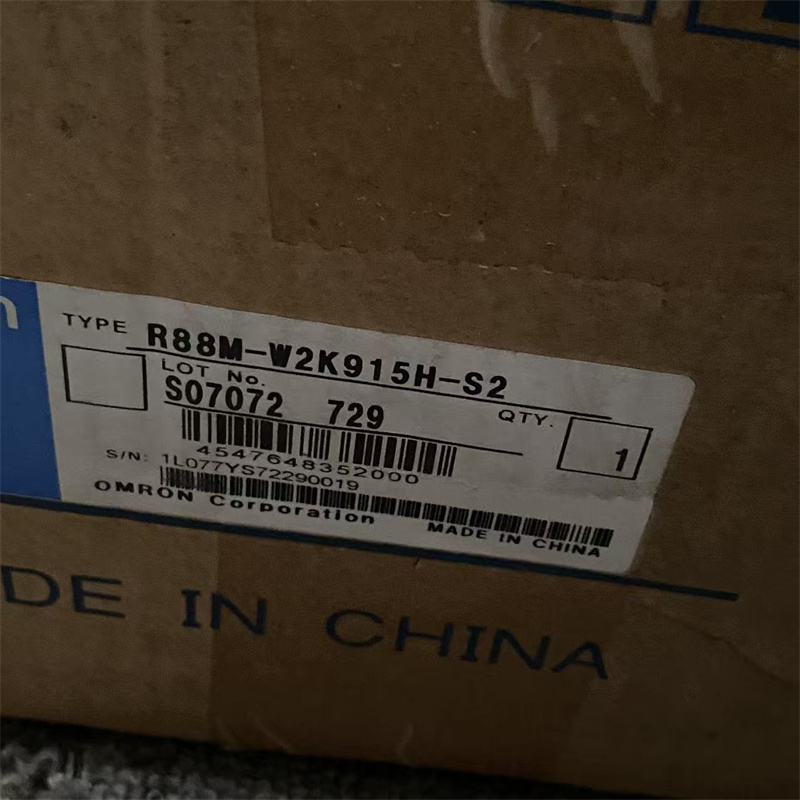 n
TYPE R88M-W2K915H-S2
LOT No.
S07072 729
QTY. 1
4547648352000
S/N: 1L077YS72290019
OMRON Corporation
MADE IN CHINA
DE IN CHINA